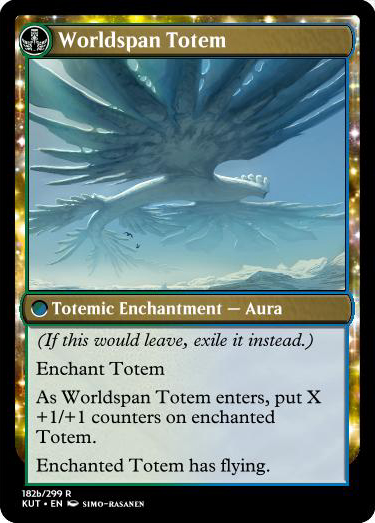 Worldspan Totem
Totemic Enchantment — Aura
(If this would leave, exile it instead.)
Enchant Totem
As Worldspan Totem enters, put X
+1/+1 counters on enchanted
Totem.
Enchanted Totem has flying.
182b/299 R
KUT • EN SIMO-RASANEN